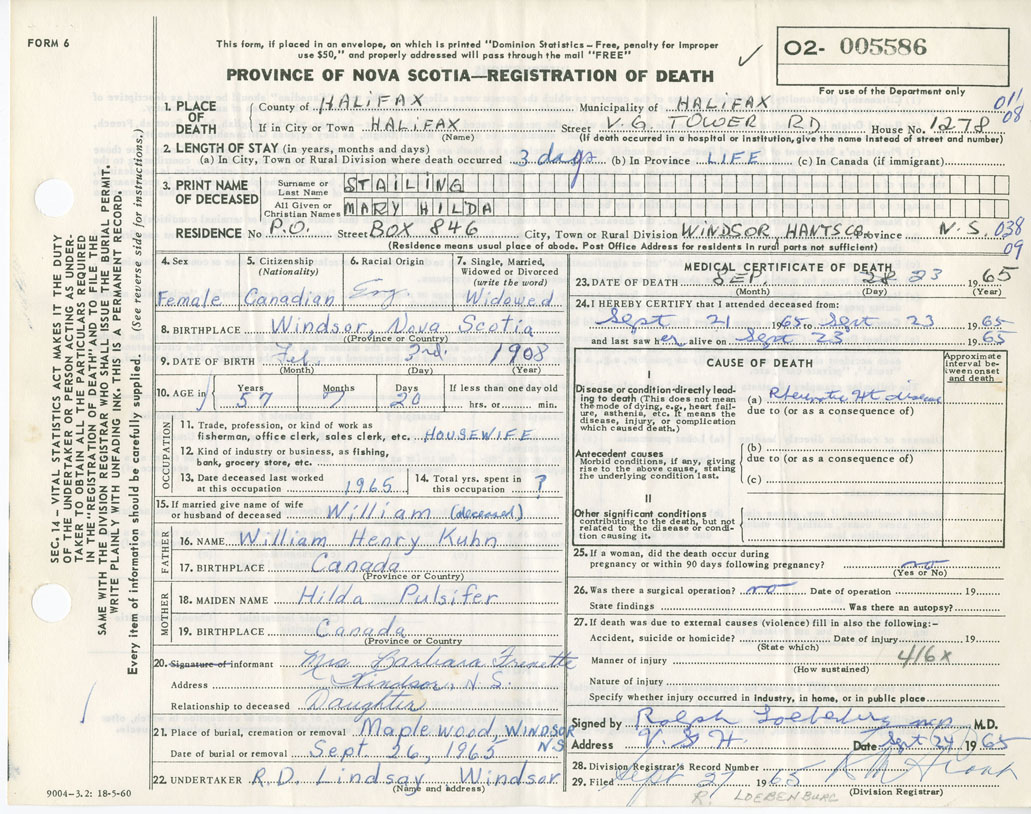 FORM 6
This form, if placed in an envelope, on which is printed "Dominion Statistics – Free, penalty for Improper
use $50," and properly addressed will pass through the mail "FREE"
PROVINCE OF NOVA SCOTIA—REGISTRATION OF DEATH
O2- 005586
For use of the Department only
011
08
SEC. 14 – VITAL STATISTICS ACT MAKES IT THE DUTY
OF THE UNDERTAKER OR PERSON ACTING AS UNDER-
TAKER TO OBTAIN ALL THE PARTICULARS REQUIRED
IN THE "REGISTRATION OF DEATH" AND TO FILE THE
SAME WITH THE DIVISION REGISTRAR WHO SHALL ISSUE THE BURIAL PERMIT.
WRITE PLAINLY WITH UNFADING INK. THIS IS A PERMANENT RECORD.
Every item of information should be carefully supplied. (See reverse side for instructions.)
1. PLACE OF DEATH
County of HALIFAX Municipality of HALIFAX
If in City or Town HALIFAX Street V.G. TOWER RD House No. 1278
(Name) (If death occurred in a hospital or institution, give the name instead of street and number)
2. LENGTH OF STAY (in years, months and days)
(a) In City, Town or Rural Division where death occurred 3 days (b) In Province LIFE (c) In Canada (if immigrant)
3. PRINT NAME OF DECEASED
Surname or Last Name STAILING
All Given or Christian Names MARY HILDA
RESIDENCE No P.O. Street BOX 846 City, Town or Rural Division WINDSOR, HANTS CO. Province N.S. 038
09
(Residence means usual place of abode. Post Office Address for residents in rural parts not sufficient)
4. Sex
Female
5. Citizenship
(Nationality)
Canadian
6. Racial Origin
Eng.
7. Single, Married,
Widowed or Divorced
(write the word)
Widowed
8. BIRTHPLACE Windsor, Nova Scotia
(Province or Country)
9. DATE OF BIRTH Feb. 3rd. 1908
(Month) (Day) (Year)
10. AGE in
Years Months Days If less than one day old
57 7 20 hrs. or min.
OCCUPATION
11. Trade, profession, or kind of work as
fisherman, office clerk, sales clerk, etc. HOUSEWIFE
12. Kind of industry or business, as fishing,
bank, grocery store, etc.
13. Date deceased last worked
at this occupation 1965
14. Total yrs. spent in
this occupation ?
15. If married give name of wife
or husband of deceased William (deceased)
FATHER
16. NAME William Henry Kuhn
17. BIRTHPLACE Canada
(Province or Country)
MOTHER
18. MAIDEN NAME Hilda Pulsifer
19. BIRTHPLACE Canada
(Province or Country
20. Signature of informant Mrs Barbara Frenette
Address Windsor, N.S.
Relationship to deceased Daughter
21. Place of burial, cremation or removal Maplewood, WINDSOR
NS
Date of burial or removal Sept 26, 1965
22. UNDERTAKER R.D. Lindsay Windsor
(Name and address)
9004-3.2: 18-5-60
MEDICAL CERTIFICATE OF DEATH
23. DATE OF DEATH SEPT. 23 1965
(Month) (Day) (Year)
24. I HEREBY CERTIFY that I attended deceased from:
Sept 21 1965 to Sept 23 1965
and last saw her alive on Sept 23 1965
CAUSE OF DEATH
Approximate
interval be-
tween onset
and death
I
Disease or condition directly lead-
ing to death (This does not mean
the mode of dying, e.g., heart fail-
ure, asthenia, etc. It means the
disease, injury, or complication
which caused death.)
(a) Rheumatic Ht disease
due to (or as a consequence of)
Antecedent causes
Morbid conditions, if any, giving
rise to the above cause, stating
the underlying condition last.
(b)
due to (or as a consequence of)
(c)
II
Other significant conditions
contributing to the death, but not
related to the disease or condi-
tion causing it.
25. If a woman, did the death occur during
pregnancy or within 90 days following pregnancy? no
(Yes or No)
26. Was there a surgical operation? no Date of operation 19
State findings Was there an autopsy?
27. If death was due to external causes (violence) fill in also the following:–
Accident, suicide or homicide? Date of injury 19
(State which)
416x
Manner of injury
(How sustained)
Nature of injury
Specify whether injury occurred in industry, in home, or in public place
Signed by Ralph Loebenberg M.D.
Address V.G.H. Date Sept 24 1965
28. Division Registrar's Record Number
29. Filed Sept 27 1965
(Division Registrar)
R. LOEBENBURG